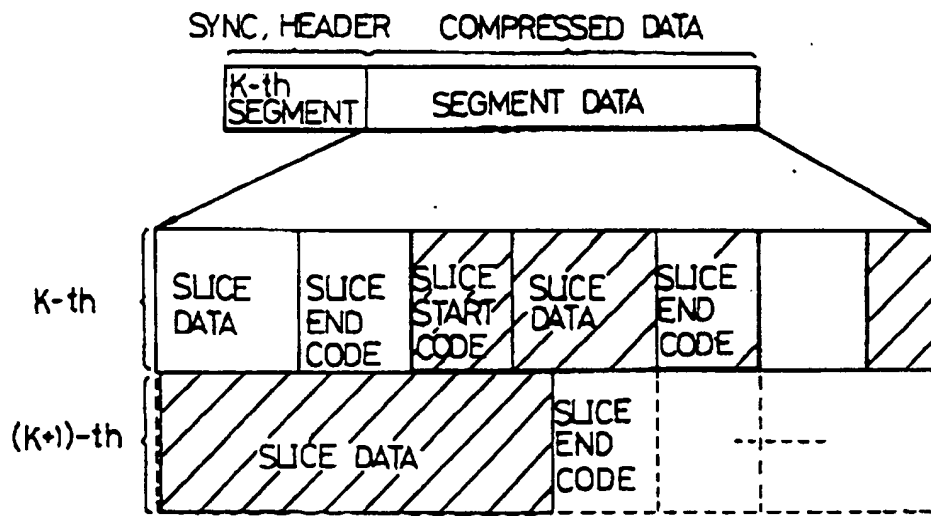 SYNC, HEADER COMPRESSED DATA
K-th
SEGMENT
SEGMENT DATA
K-th
SLICE
DATA
SLICE
END
CODE
SLICE
START
CODE
SLICE
DATA
SLICE
END
CODE
(K+1)-th
SLICE DATA
SLICE
END
CODE